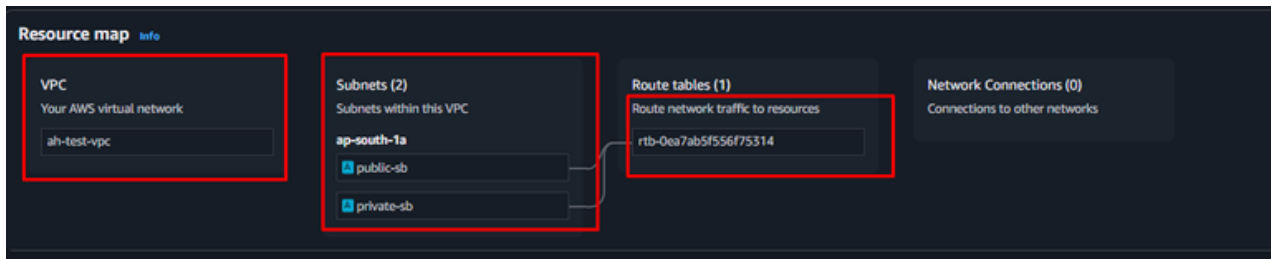 Resource map Info
VPC
Your AWS virtual network
ah-test-vpc
Subnets (2)
Subnets within this VPC
ap-south-1a
A public-sb
A private-sb
Route tables (1)
Route network traffic to resources
rtb-0ea7ab5f556f75314
Network Connections (0)
Connections to other networks